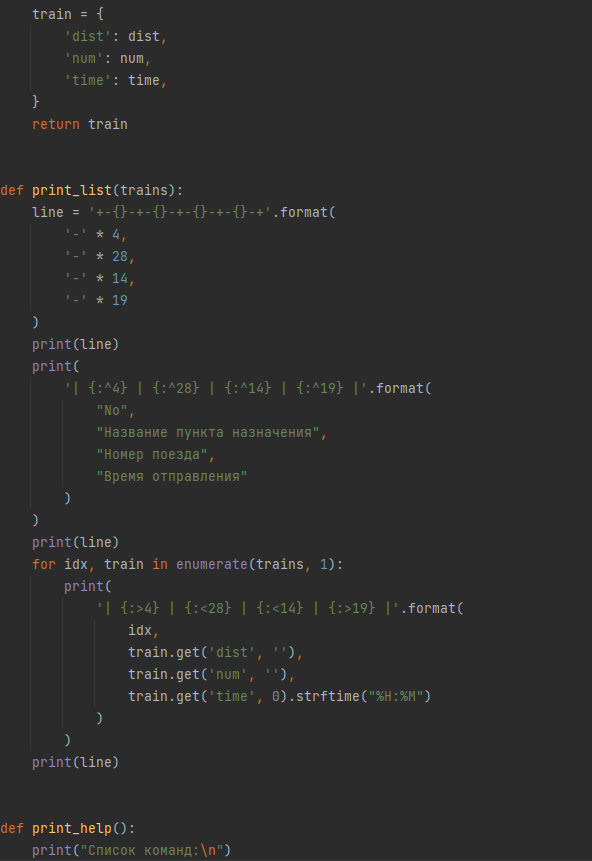 train = {
        'dist': dist,
        'num': num,
        'time': time,
    }
    return train


def print_list(trains):
    line = '+-{}-+-{}-+-{}-+-{}-+'.format(
        '-' * 4,
        '-' * 28,
        '-' * 14,
        '-' * 19
    )
    print(line)
    print(
        '| {:^4} | {:^28} | {:^14} | {:^19} |'.format(
            "No",
            "Название пункта назначения",
            "Номер поезда",
            "Время отправления"
        )
    )
    print(line)
    for idx, train in enumerate(trains, 1):
        print(
            '| {:>4} | {:<28} | {:<14} | {:>19} |'.format(
                idx,
                train.get('dist', ''),
                train.get('num', ''),
                train.get('time', 0).strftime("%H:%M")
            )
        )
    print(line)


def print_help():
    print("Список команд:\n")